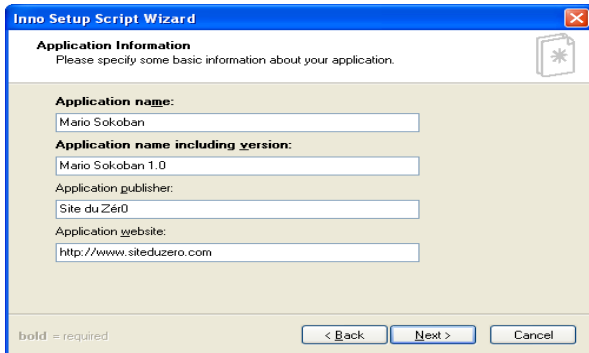 Inno Setup Script Wizard
Application Information
Please specify some basic information about your application.
Application name:
Mario Sokoban
Application name including version:
Mario Sokoban 1.0
Application publisher:
Site du Zér0
Application website:
http://www.siteduzero.com
bold = required
< Back
Next >
Cancel